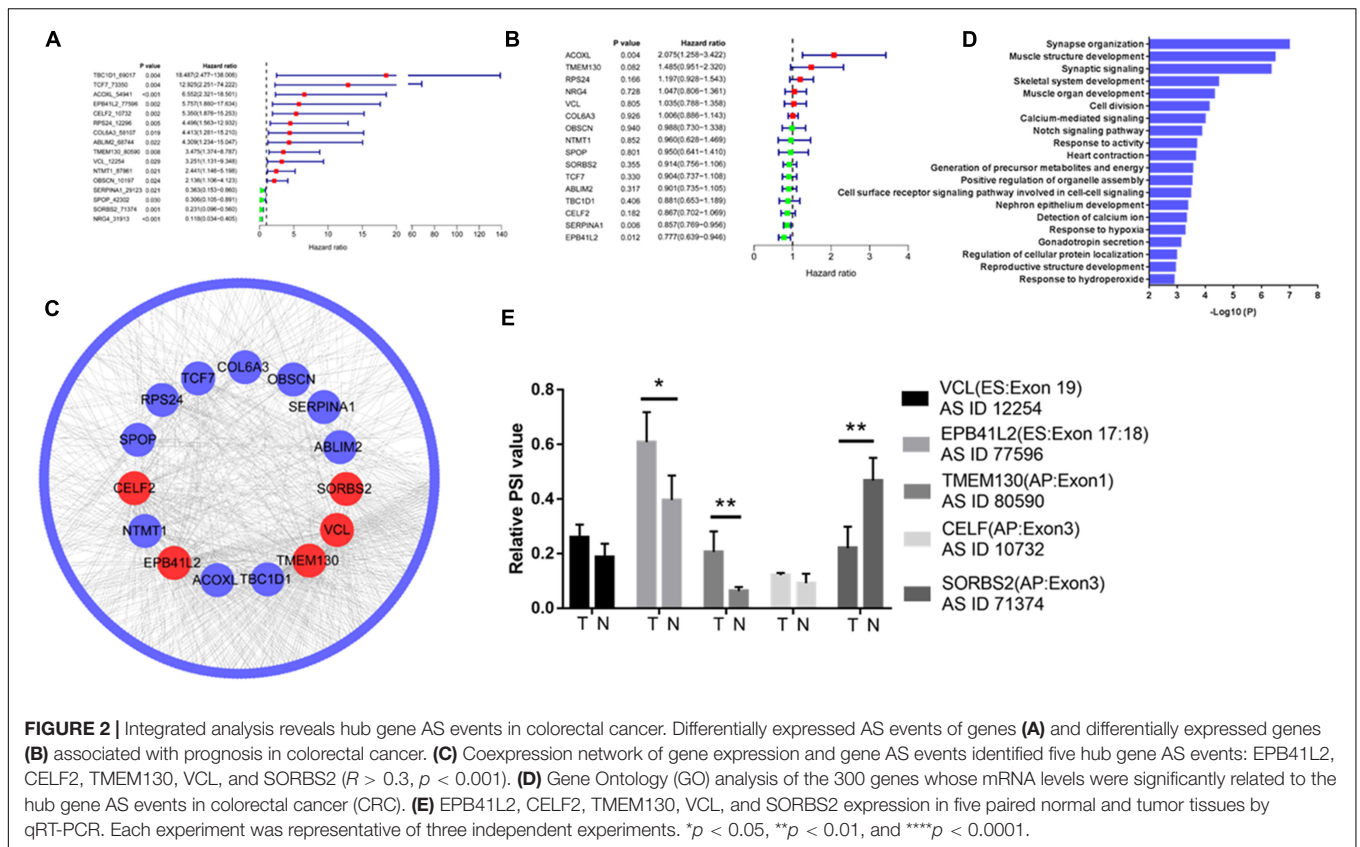 A
P value Hazard ratio
TBC1D1_69017 0.004 18.487(2.477−138.006)
TCF7_73350 0.004 12.925(2.251−74.222)
ACOXL_54941 <0.001 6.552(2.321−18.501)
EPB41L2_77596 0.002 5.757(1.880−17.634)
CELF2_10732 0.002 5.350(1.876−15.253)
RPS24_12296 0.005 4.496(1.563−12.932)
COL6A3_58107 0.019 4.413(1.281−15.210)
ABLIM2_68744 0.022 4.309(1.234−15.047)
TMEM130_80590 0.008 3.475(1.374−8.787)
VCL_12254 0.029 3.251(1.131−9.348)
NTMT1_87861 0.021 2.441(1.146−5.198)
OBSCN_10197 0.024 2.136(1.106−4.123)
SERPINA1_29123 0.021 0.363(0.153−0.860)
SPOP_42302 0.030 0.306(0.105−0.891)
SORBS2_71374 0.001 0.231(0.096−0.560)
NRG4_31913 <0.001 0.118(0.034−0.405)
0 5 10 15 20 60 80 100 120 140
Hazard ratio
B
P value Hazard ratio
ACOXL 0.004 2.075(1.258−3.422)
TMEM130 0.082 1.485(0.951−2.320)
RPS24 0.166 1.197(0.928−1.543)
NRG4 0.728 1.047(0.806−1.361)
VCL 0.805 1.035(0.788−1.358)
COL6A3 0.926 1.006(0.886−1.143)
OBSCN 0.940 0.988(0.730−1.338)
NTMT1 0.852 0.960(0.628−1.469)
SPOP 0.801 0.950(0.641−1.410)
SORBS2 0.355 0.914(0.756−1.106)
TCF7 0.330 0.904(0.737−1.108)
ABLIM2 0.317 0.901(0.735−1.105)
TBC1D1 0.406 0.881(0.653−1.189)
CELF2 0.182 0.867(0.702−1.069)
SERPINA1 0.006 0.857(0.769−0.956)
EPB41L2 0.012 0.777(0.639−0.946)
0 1 2 3 4
Hazard ratio
D
Synapse organization
Muscle structure development
Synaptic signaling
Skeletal system development
Muscle organ development
Cell division
Calcium-mediated signaling
Notch signaling pathway
Response to activity
Heart contraction
Generation of precursor metabolites and energy
Positive regulation of organelle assembly
Cell surface receptor signaling pathway involved in cell-cell signaling
Nephron epithelium development
Detection of calcium ion
Response to hypoxia
Gonadotropin secretion
Regulation of cellular protein localization
Reproductive structure development
Response to hydroperoxide
2 3 4 5 6 7 8
-Log10 (P)
C
COL6A3
OBSCN
SERPINA1
ABLIM2
SORBS2
VCL
TMEM130
TBC1D1
ACOXL
EPB41L2
NTMT1
CELF2
SPOP
RPS24
TCF7
E
Relative PSI value
0.8
0.6
0.4
0.2
0.0
* ** **
T N T N T N T N T N
VCL(ES:Exon 19)
AS ID 12254
EPB41L2(ES:Exon 17:18)
AS ID 77596
TMEM130(AP:Exon1)
AS ID 80590
CELF(AP:Exon3)
AS ID 10732
SORBS2(AP:Exon3)
AS ID 71374
FIGURE 2 | Integrated analysis reveals hub gene AS events in colorectal cancer. Differentially expressed AS events of genes (A) and differentially expressed genes
(B) associated with prognosis in colorectal cancer. (C) Coexpression network of gene expression and gene AS events identified five hub gene AS events: EPB41L2,
CELF2, TMEM130, VCL, and SORBS2 (R > 0.3, p < 0.001). (D) Gene Ontology (GO) analysis of the 300 genes whose mRNA levels were significantly related to the
hub gene AS events in colorectal cancer (CRC). (E) EPB41L2, CELF2, TMEM130, VCL, and SORBS2 expression in five paired normal and tumor tissues by
qRT-PCR. Each experiment was representative of three independent experiments. *p < 0.05, **p < 0.01, and ****p < 0.0001.